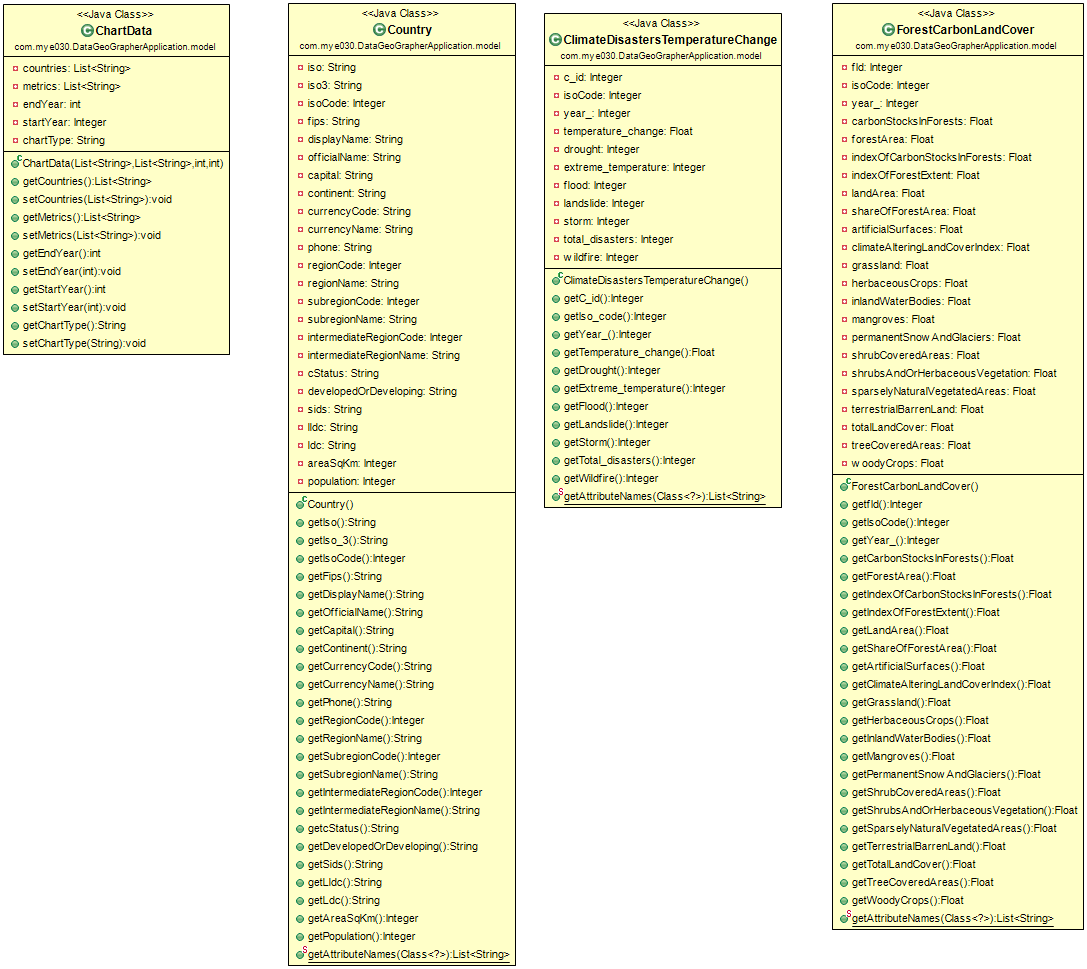 <<Java Class>>
ChartData
com.mye030.DataGeoGrapherApplication.model
countries: List<String>
metrics: List<String>
endYear: int
startYear: Integer
chartType: String
ChartData(List<String>,List<String>,int,int)
getCountries():List<String>
setCountries(List<String>):void
getMetrics():List<String>
setMetrics(List<String>):void
getEndYear():int
setEndYear(int):void
getStartYear():int
setStartYear(int):void
getChartType():String
setChartType(String):void
<<Java Class>>
Country
com.mye030.DataGeoGrapherApplication.model
iso: String
iso3: String
isoCode: Integer
fips: String
displayName: String
officialName: String
capital: String
continent: String
currencyCode: String
currencyName: String
phone: String
regionCode: Integer
regionName: String
subregionCode: Integer
subregionName: String
intermediateRegionCode: Integer
intermediateRegionName: String
cStatus: String
developedOrDeveloping: String
sids: String
lldc: String
ldc: String
areaSqKm: Integer
population: Integer
Country()
getIso():String
getIso_3():String
getIsoCode():Integer
getFips():String
getDisplayName():String
getOfficialName():String
getCapital():String
getContinent():String
getCurrencyCode():String
getCurrencyName():String
getPhone():String
getRegionCode():Integer
getRegionName():String
getSubregionCode():Integer
getSubregionName():String
getIntermediateRegionCode():Integer
getIntermediateRegionName():String
getcStatus():String
getDevelopedOrDeveloping():String
getSids():String
getLldc():String
getLdc():String
getAreaSqKm():Integer
getPopulation():Integer
getAttributeNames(Class<?>):List<String>
<<Java Class>>
ClimateDisastersTemperatureChange
com.mye030.DataGeoGrapherApplication.model
c_id: Integer
isoCode: Integer
year_: Integer
temperature_change: Float
drought: Integer
extreme_temperature: Integer
flood: Integer
landslide: Integer
storm: Integer
total_disasters: Integer
wildfire: Integer
ClimateDisastersTemperatureChange()
getC_id():Integer
getIso_code():Integer
getYear_():Integer
getTemperature_change():Float
getDrought():Integer
getExtreme_temperature():Integer
getFlood():Integer
getLandslide():Integer
getStorm():Integer
getTotal_disasters():Integer
getWildfire():Integer
getAttributeNames(Class<?>):List<String>
<<Java Class>>
ForestCarbonLandCover
com.mye030.DataGeoGrapherApplication.model
fId: Integer
isoCode: Integer
year_: Integer
carbonStocksInForests: Float
forestArea: Float
indexOfCarbonStocksInForests: Float
indexOfForestExtent: Float
landArea: Float
shareOfForestArea: Float
artificialSurfaces: Float
climateAlteringLandCoverIndex: Float
grassland: Float
herbaceousCrops: Float
inlandWaterBodies: Float
mangroves: Float
permanentSnowAndGlaciers: Float
shrubCoveredAreas: Float
shrubsAndOrHerbaceousVegetation: Float
sparselyNaturalVegetatedAreas: Float
terrestrialBarrenLand: Float
totalLandCover: Float
treeCoveredAreas: Float
woodyCrops: Float
ForestCarbonLandCover()
getfId():Integer
getIsoCode():Integer
getYear_():Integer
getCarbonStocksInForests():Float
getForestArea():Float
getIndexOfCarbonStocksInForests():Float
getIndexOfForestExtent():Float
getLandArea():Float
getShareOfForestArea():Float
getArtificialSurfaces():Float
getClimateAlteringLandCoverIndex():Float
getGrassland():Float
getHerbaceousCrops():Float
getInlandWaterBodies():Float
getMangroves():Float
getPermanentSnowAndGlaciers():Float
getShrubCoveredAreas():Float
getShrubsAndOrHerbaceousVegetation():Float
getSparselyNaturalVegetatedAreas():Float
getTerrestrialBarrenLand():Float
getTotalLandCover():Float
getTreeCoveredAreas():Float
getWoodyCrops():Float
getAttributeNames(Class<?>):List<String>